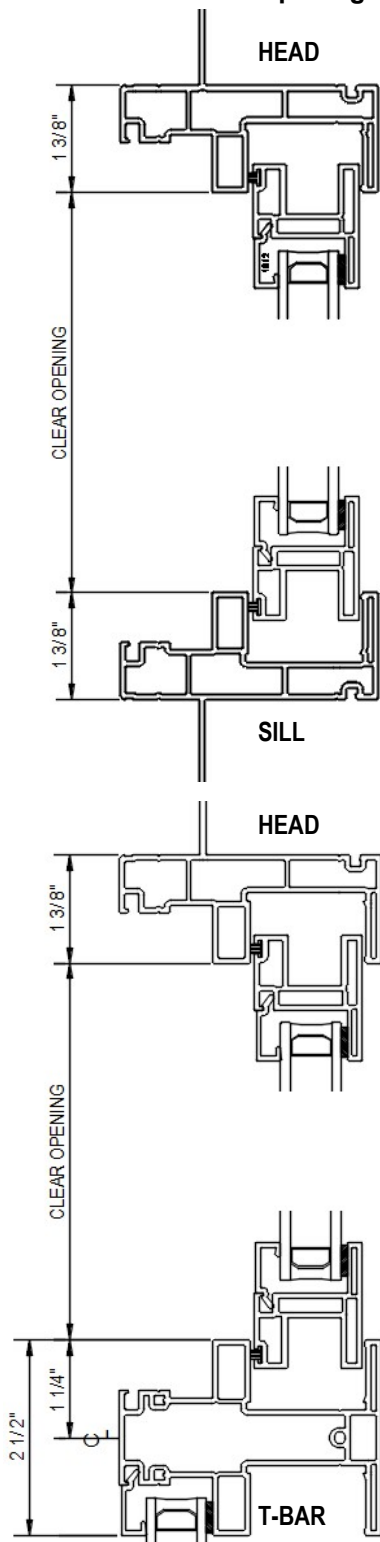 HEAD
1 3/8"
CLEAR OPENING
1 3/8"
SILL
HEAD
1 3/8"
CLEAR OPENING
1 1/4"
2 1/2"
CL
T-BAR